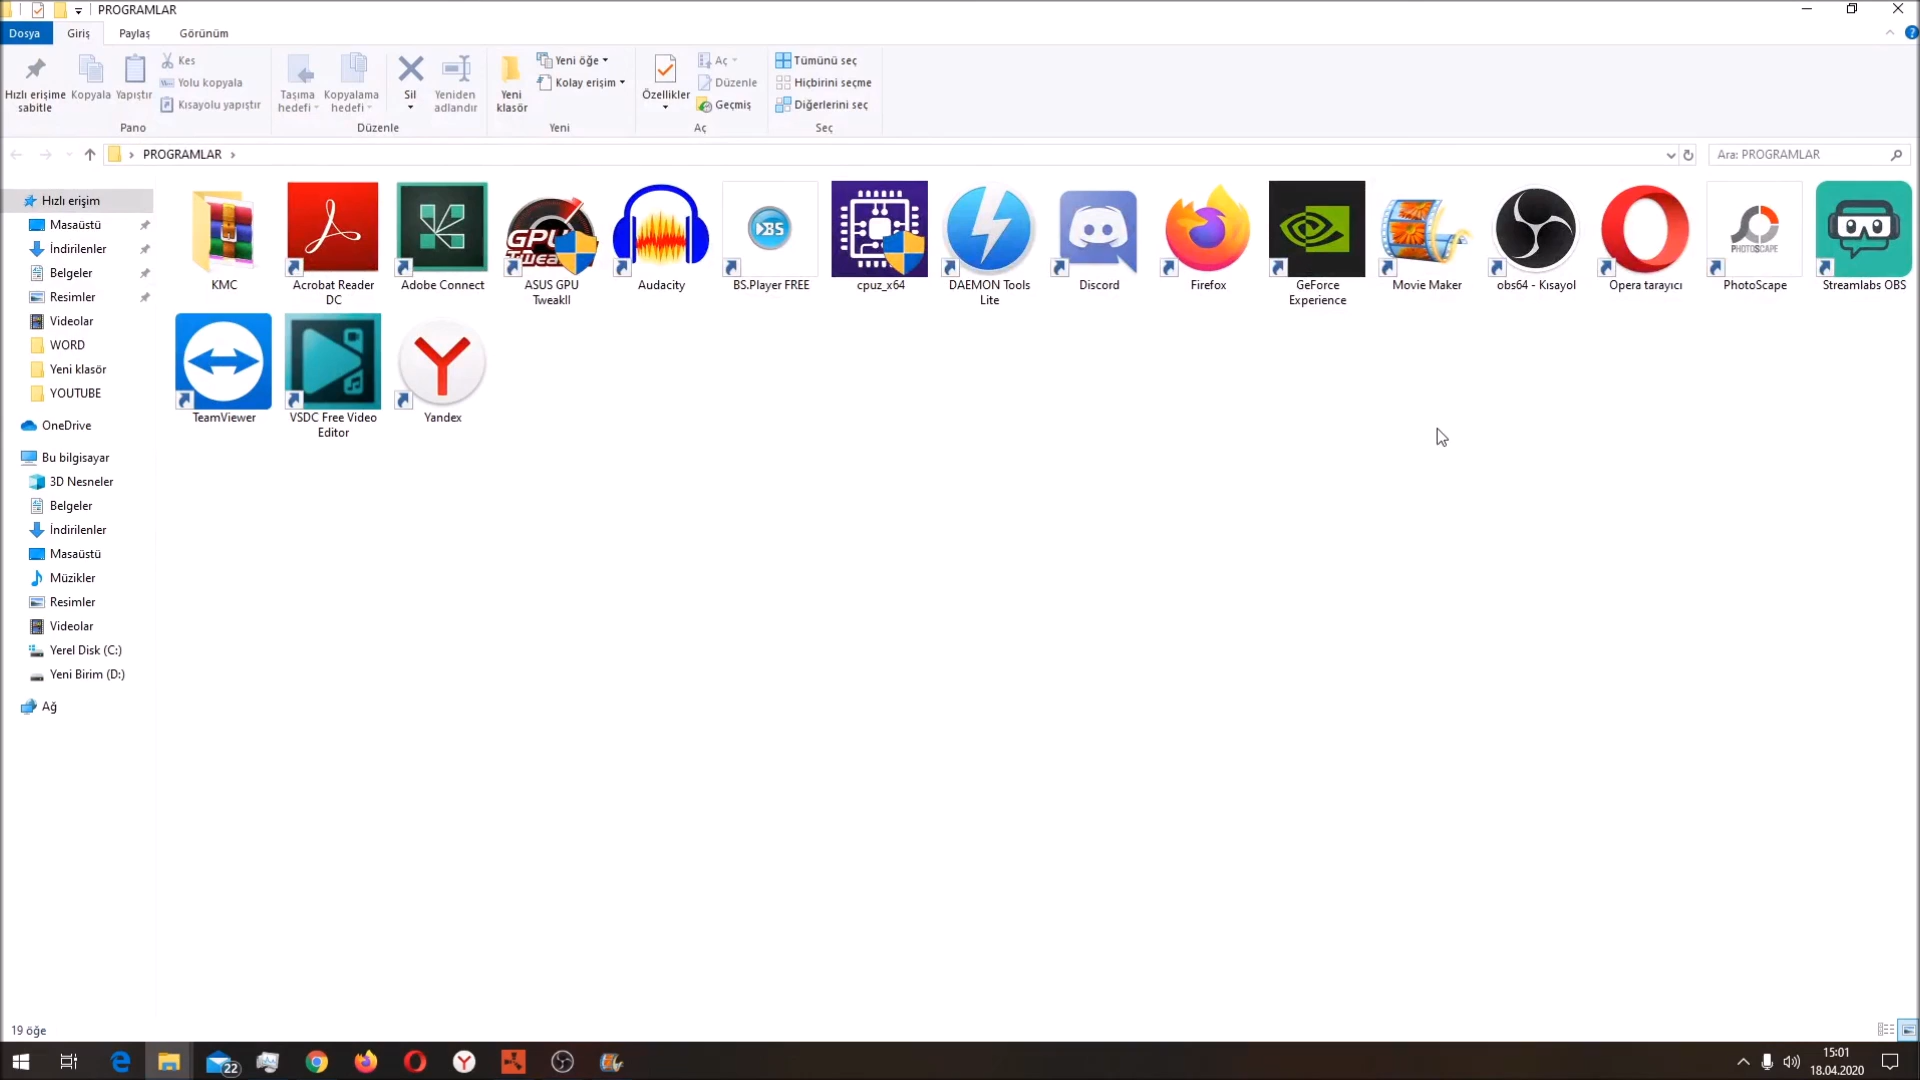 PROGRAMLAR
Dosya Giriş Paylaş Görünüm
Hızlı erişime sabitle
Kopyala
Yapıştır
Kes
Yolu kopyala
Kısayolu yapıştır
Pano
Taşıma hedefi
Kopyalama hedefi
Sil
Yeniden adlandır
Düzenle
Yeni klasör
Yeni öğe
Kolay erişim
Yeni
Özellikler
Aç
Düzenle
Geçmiş
Aç
Tümünü seç
Hiçbirini seçme
Diğerlerini seç
Seç
PROGRAMLAR
Ara: PROGRAMLAR
Hızlı erişim
Masaüstü
İndirilenler
Belgeler
Resimler
Videolar
WORD
Yeni klasör
YOUTUBE
OneDrive
Bu bilgisayar
3D Nesneler
Belgeler
İndirilenler
Masaüstü
Müzikler
Resimler
Videolar
Yerel Disk (C:)
Yeni Birim (D:)
Ağ
KMC
Acrobat Reader DC
Adobe Connect
GPU Tweak
ASUS GPU TweakII
Audacity
BS
BS.Player FREE
cpuz_x64
DAEMON Tools Lite
Discord
Firefox
GeForce Experience
Movie Maker
obs64 - Kısayol
Opera tarayıcı
PHOTOSCAPE
PhotoScape
Streamlabs OBS
TeamViewer
VSDC Free Video Editor
Yandex
19 öğe
22
15:01
18.04.2020